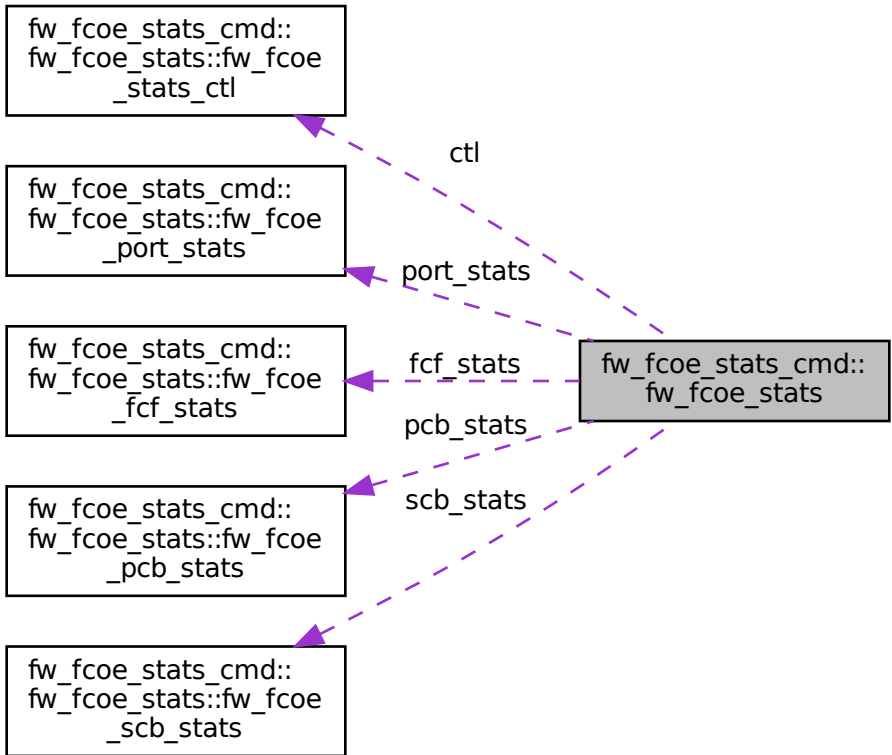 fw_fcoe_stats_cmd::
fw_fcoe_stats::fw_fcoe
_stats_ctl
ctl
fw_fcoe_stats_cmd::
fw_fcoe_stats::fw_fcoe
_port_stats
port_stats
fw_fcoe_stats_cmd::
fw_fcoe_stats::fw_fcoe
_fcf_stats
fcf_stats
fw_fcoe_stats_cmd::
fw_fcoe_stats
pcb_stats
fw_fcoe_stats_cmd::
fw_fcoe_stats::fw_fcoe
_pcb_stats
scb_stats
fw_fcoe_stats_cmd::
fw_fcoe_stats::fw_fcoe
_scb_stats